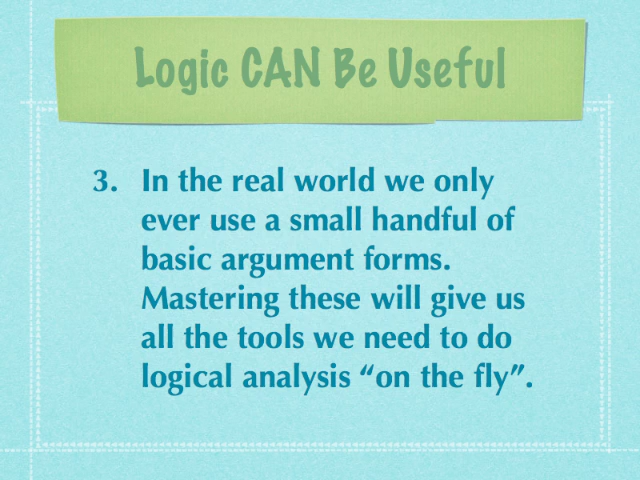 Logic CAN Be Useful
3. In the real world we only
ever use a small handful of
basic argument forms.
Mastering these will give us
all the tools we need to do
logical analysis “on the fly”.